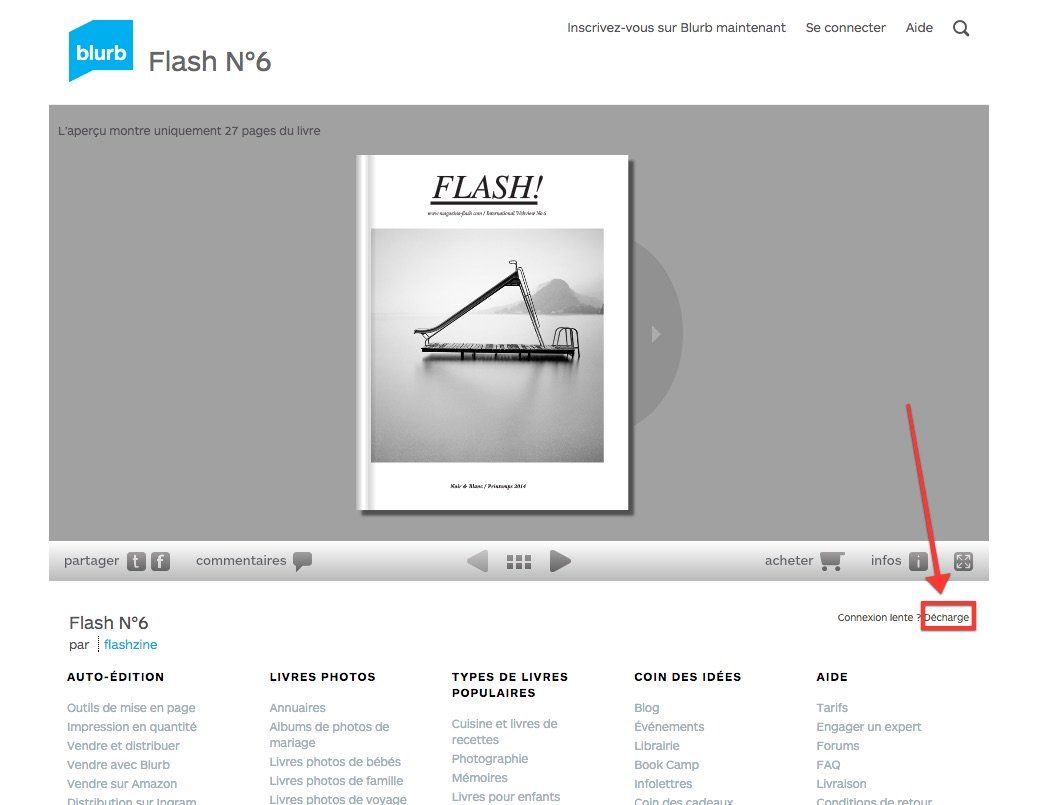 blurb
Flash N°6
Inscrivez-vous sur Blurb maintenant Se connecter Aide
L'aperçu montre uniquement 27 pages du livre
FLASH!
www.magazine-flash.com / International Webview No.6
Noir & Blanc / Printemps 2014
partager t f commentaires acheter infos i
Flash N°6
par flashzine
Connexion lente ? Décharge
AUTO-ÉDITION
Outils de mise en page
Impression en quantité
Vendre et distribuer
Vendre avec Blurb
Vendre sur Amazon
Distribution sur Ingram
LIVRES PHOTOS
Annuaires
Albums de photos de
mariage
Livres photos de bébés
Livres photos de famille
Livres photos de voyage
TYPES DE LIVRES
POPULAIRES
Cuisine et livres de
recettes
Photographie
Mémoires
Livres pour enfants
COIN DES IDÉES
Blog
Événements
Librairie
Book Camp
Infolettres
Coin des cadeaux
AIDE
Tarifs
Engager un expert
Forums
FAQ
Livraison
Conditions de retour